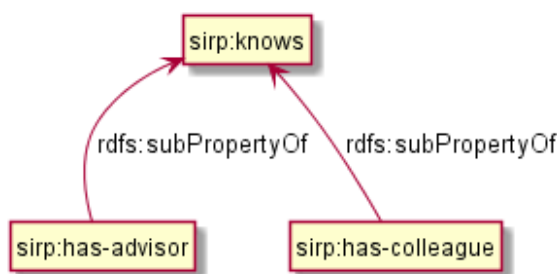 sirp:knows
rdfs:subPropertyOf
rdfs:subPropertyOf
sirp:has-advisor
sirp:has-colleague